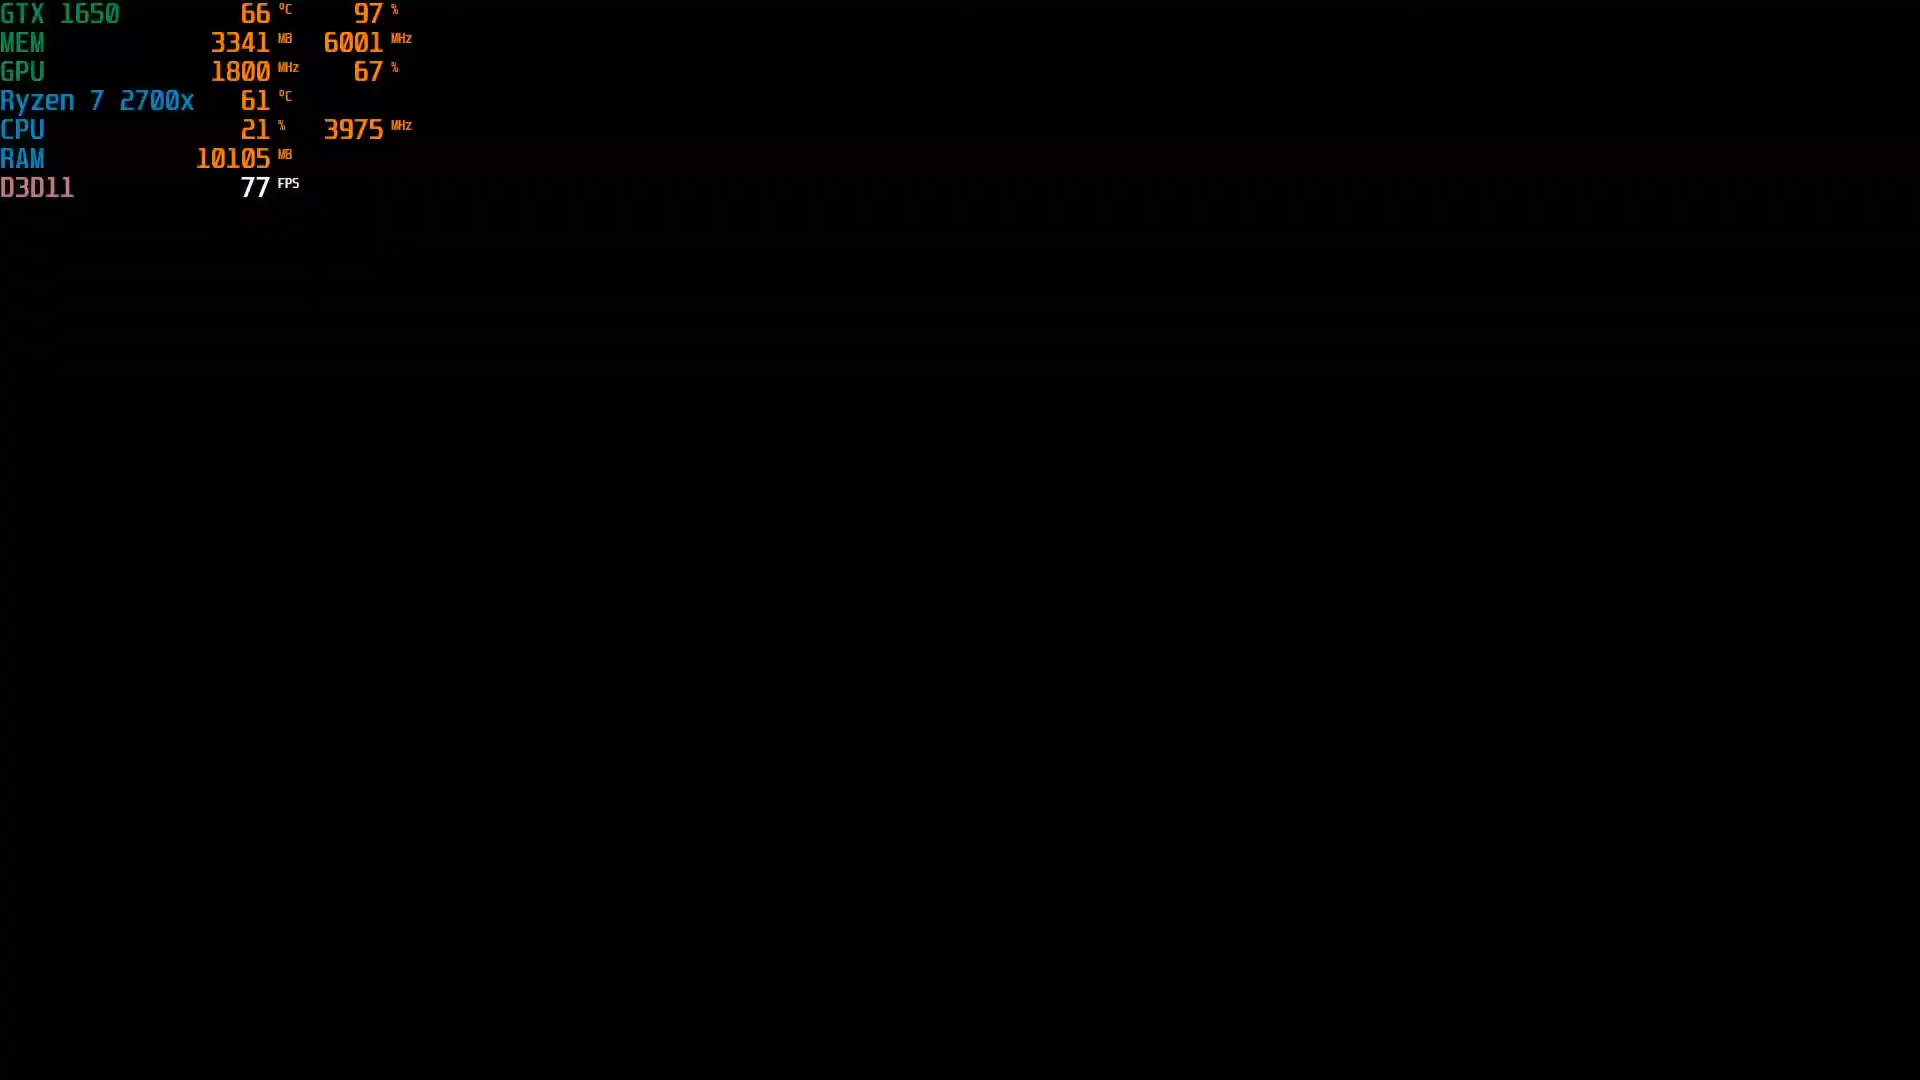 GTX 1650 66 °C 97 %
MEM 3341 MB 6001 MHz
GPU 1800 MHz 67 %
Ryzen 7 2700x 61 °C
CPU 21 % 3975 MHz
RAM 10105 MB
D3D11 77 FPS